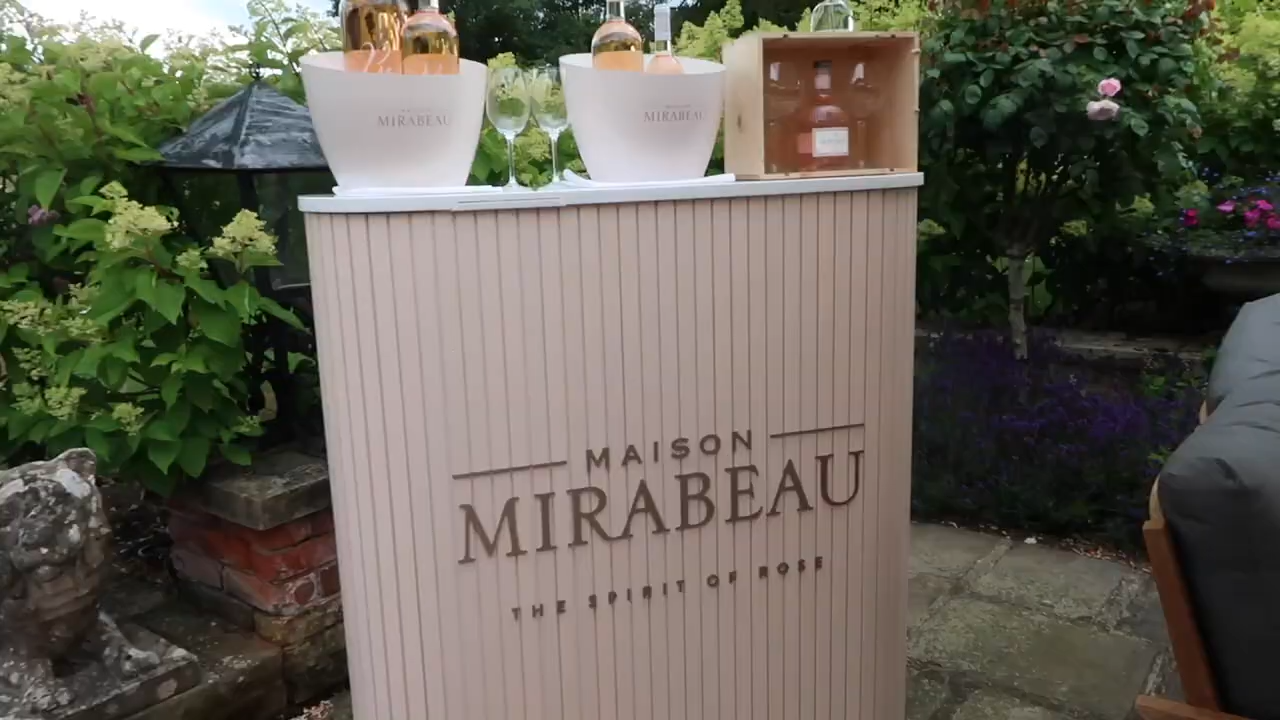 MIRABEAU
MIRABEAU
MAISON
MIRABEAU
THE SPIRIT OF ROSE